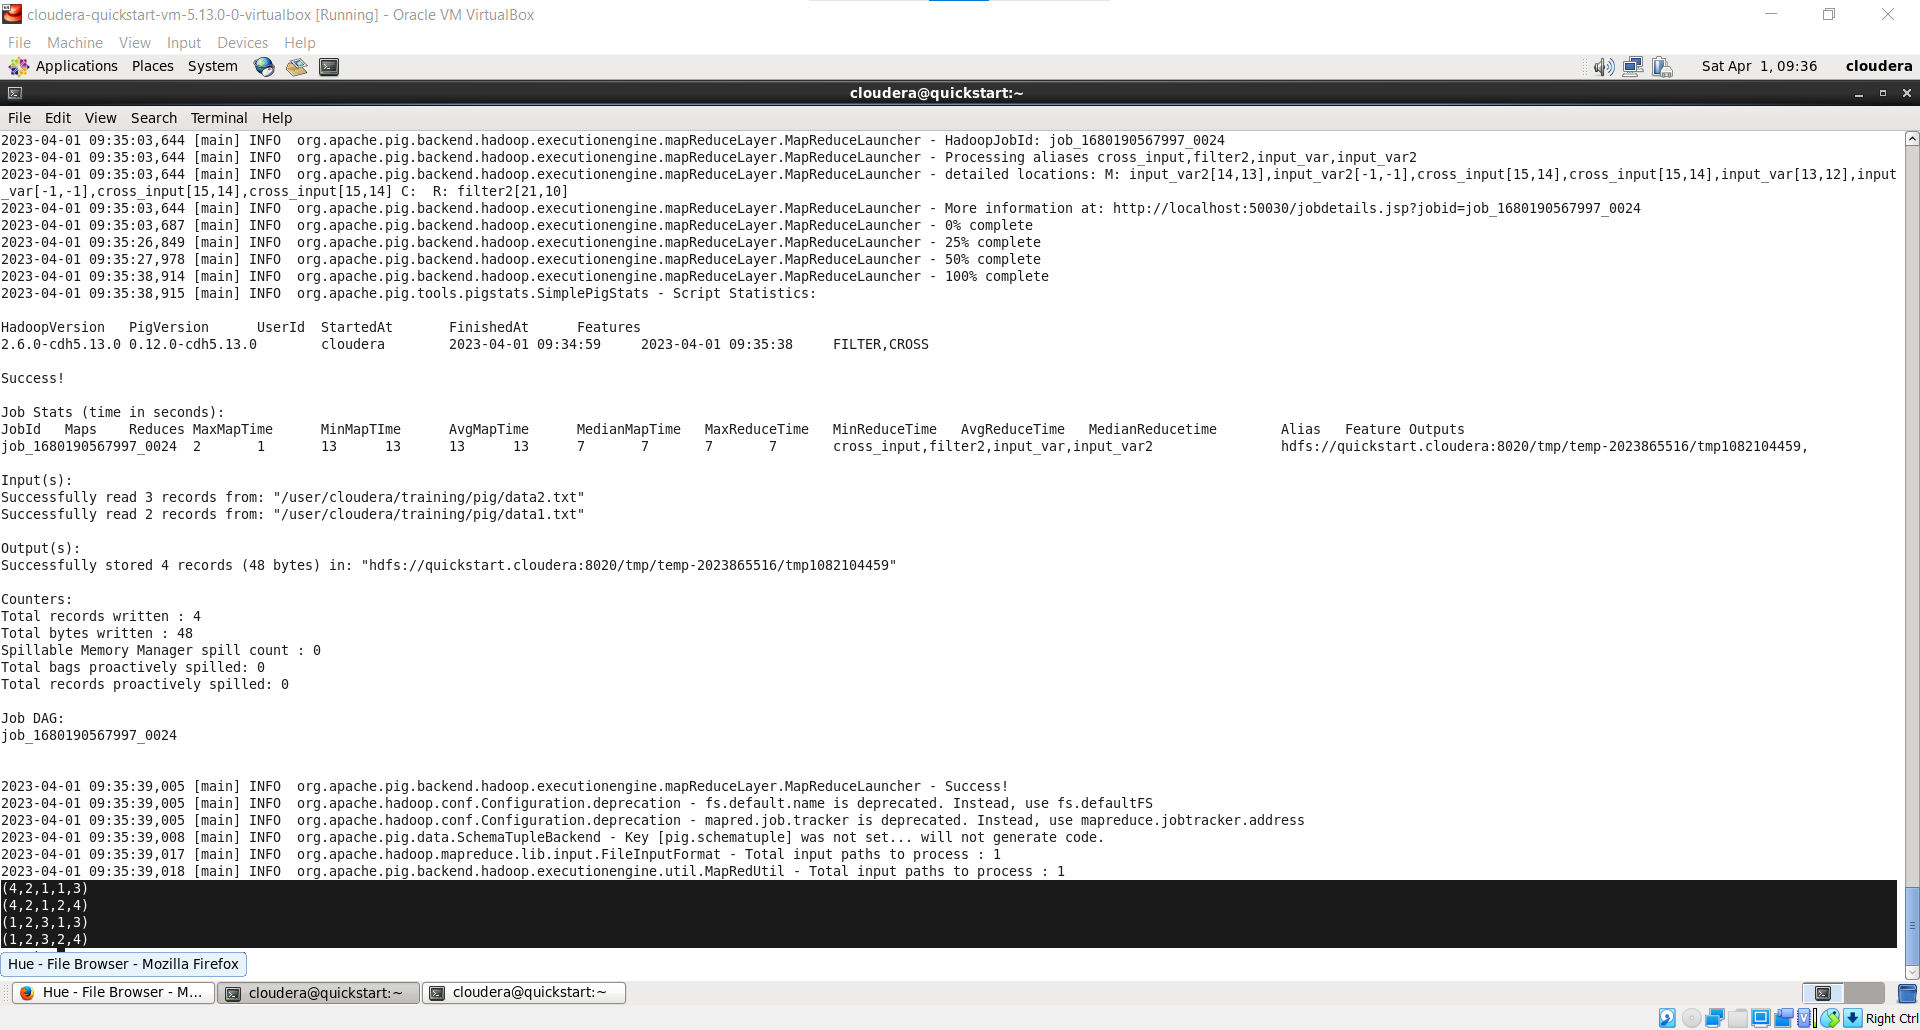 cloudera-quickstart-vm-5.13.0-0-virtualbox [Running] - Oracle VM VirtualBox
File Machine View Input Devices Help
Applications Places System Sat Apr 1, 09:36 cloudera
cloudera@quickstart:~
File Edit View Search Terminal Help
2023-04-01 09:35:03,644 [main] INFO  org.apache.pig.backend.hadoop.executionengine.mapReduceLayer.MapReduceLauncher - HadoopJobId: job_1680190567997_0024
2023-04-01 09:35:03,644 [main] INFO  org.apache.pig.backend.hadoop.executionengine.mapReduceLayer.MapReduceLauncher - Processing aliases cross_input,filter2,input_var,input_var2
2023-04-01 09:35:03,644 [main] INFO  org.apache.pig.backend.hadoop.executionengine.mapReduceLayer.MapReduceLauncher - detailed locations: M: input_var2[14,13],input_var2[-1,-1],cross_input[15,14],cross_input[15,14],input_var[13,12],input
_var[-1,-1],cross_input[15,14],cross_input[15,14] C:  R: filter2[21,10]
2023-04-01 09:35:03,644 [main] INFO  org.apache.pig.backend.hadoop.executionengine.mapReduceLayer.MapReduceLauncher - More information at: http://localhost:50030/jobdetails.jsp?jobid=job_1680190567997_0024
2023-04-01 09:35:03,687 [main] INFO  org.apache.pig.backend.hadoop.executionengine.mapReduceLayer.MapReduceLauncher - 0% complete
2023-04-01 09:35:26,849 [main] INFO  org.apache.pig.backend.hadoop.executionengine.mapReduceLayer.MapReduceLauncher - 25% complete
2023-04-01 09:35:27,978 [main] INFO  org.apache.pig.backend.hadoop.executionengine.mapReduceLayer.MapReduceLauncher - 50% complete
2023-04-01 09:35:38,914 [main] INFO  org.apache.pig.backend.hadoop.executionengine.mapReduceLayer.MapReduceLauncher - 100% complete
2023-04-01 09:35:38,915 [main] INFO  org.apache.pig.tools.pigstats.SimplePigStats - Script Statistics:
HadoopVersion PigVersion UserId StartedAt FinishedAt Features
2.6.0-cdh5.13.0 0.12.0-cdh5.13.0 cloudera 2023-04-01 09:34:59 2023-04-01 09:35:38 FILTER,CROSS
Success!
Job Stats (time in seconds):
JobId Maps Reduces MaxMapTime MinMapTIme AvgMapTime MedianMapTime MaxReduceTime MinReduceTime AvgReduceTime MedianReducetime Alias Feature Outputs
job_1680190567997_0024 2 1 13 13 13 13 7 7 7 7 cross_input,filter2,input_var,input_var2 hdfs://quickstart.cloudera:8020/tmp/temp-2023865516/tmp1082104459,
Input(s):
Successfully read 3 records from: "/user/cloudera/training/pig/data2.txt"
Successfully read 2 records from: "/user/cloudera/training/pig/data1.txt"
Output(s):
Successfully stored 4 records (48 bytes) in: "hdfs://quickstart.cloudera:8020/tmp/temp-2023865516/tmp1082104459"
Counters:
Total records written : 4
Total bytes written : 48
Spillable Memory Manager spill count : 0
Total bags proactively spilled: 0
Total records proactively spilled: 0
Job DAG:
job_1680190567997_0024
2023-04-01 09:35:39,005 [main] INFO  org.apache.pig.backend.hadoop.executionengine.mapReduceLayer.MapReduceLauncher - Success!
2023-04-01 09:35:39,005 [main] INFO  org.apache.hadoop.conf.Configuration.deprecation - fs.default.name is deprecated. Instead, use fs.defaultFS
2023-04-01 09:35:39,005 [main] INFO  org.apache.hadoop.conf.Configuration.deprecation - mapred.job.tracker is deprecated. Instead, use mapreduce.jobtracker.address
2023-04-01 09:35:39,008 [main] INFO  org.apache.pig.data.SchemaTupleBackend - Key [pig.schematuple] was not set... will not generate code.
2023-04-01 09:35:39,017 [main] INFO  org.apache.hadoop.mapreduce.lib.input.FileInputFormat - Total input paths to process : 1
2023-04-01 09:35:39,018 [main] INFO  org.apache.pig.backend.hadoop.executionengine.util.MapRedUtil - Total input paths to process : 1
(4,2,1,1,3)
(4,2,1,2,4)
(1,2,3,1,3)
(1,2,3,2,4)
Hue - File Browser - Mozilla Firefox
Hue - File Browser - M... cloudera@quickstart:~ cloudera@quickstart:~
Right Ctrl